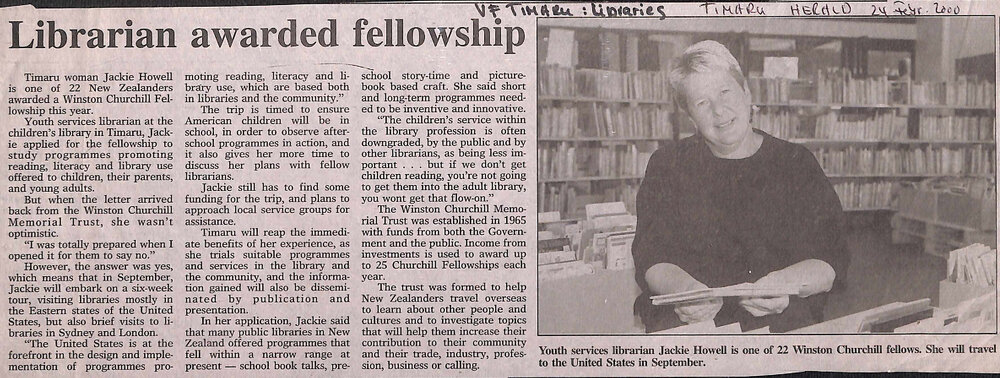 VF TIMARU : Libraries TIMARU HERALD 24 Febr. 2000
Librarian awarded fellowship
Timaru woman Jackie Howell
is one of 22 New Zealanders
awarded a Winston Churchill Fel-
lowship this year.
Youth services librarian at the
children's library in Timaru, Jack-
ie applied for the fellowship to
study programmes promoting
reading, literacy and library use
offered to children, their parents,
and young adults.
But when the letter arrived
back from the Winston Churchill
Memorial Trust, she wasn't
optimistic.
"I was totally prepared when I
opened it for them to say no."
However, the answer was yes,
which means that in September,
Jackie will embark on a six-week
tour, visiting libraries mostly in
the Eastern states of the United
States, but also brief visits to li-
braries in Sydney and London.
"The United States is at the
forefront in the design and imple-
mentation of programmes pro-
moting reading, literacy and li-
brary use, which are based both
in libraries and the community."
The trip is timed to ensure
American children will be in
school, in order to observe after-
school programmes in action, and
it also gives her more time to
discuss her plans with fellow
librarians.
Jackie still has to find some
funding for the trip, and plans to
approach local service groups for
assistance.
Timaru will reap the immedi-
ate benefits of her experience, as
she trials suitable programmes
and services in the library and
the community, and the informa-
tion gained will also be dissemi-
nated by publication and
presentation.
In her application, Jackie said
that many public libraries in New
Zealand offered programmes that
fell within a narrow range at
present — school book talks, pre-
school story-time and picture-
book based craft. She said short
and long-term programmes need-
ed to be inventive and innovative.
"The children's service within
the library profession is often
downgraded, by the public and by
other librarians, as being less im-
portant . . . but if we don't get
children reading, you're not going
to get them into the adult library,
you wont get that flow-on."
The Winston Churchill Memo-
rial Trust was established in 1965
with funds from both the Govern-
ment and the public. Income from
investments is used to award up
to 25 Churchill Fellowships each
year.
The trust was formed to help
New Zealanders travel overseas
to learn about other people and
cultures and to investigate topics
that will help them increase their
contribution to their community
and their trade, industry, profes-
sion, business or calling.
Youth services librarian Jackie Howell is one of 22 Winston Churchill fellows. She will travel
to the United States in September.